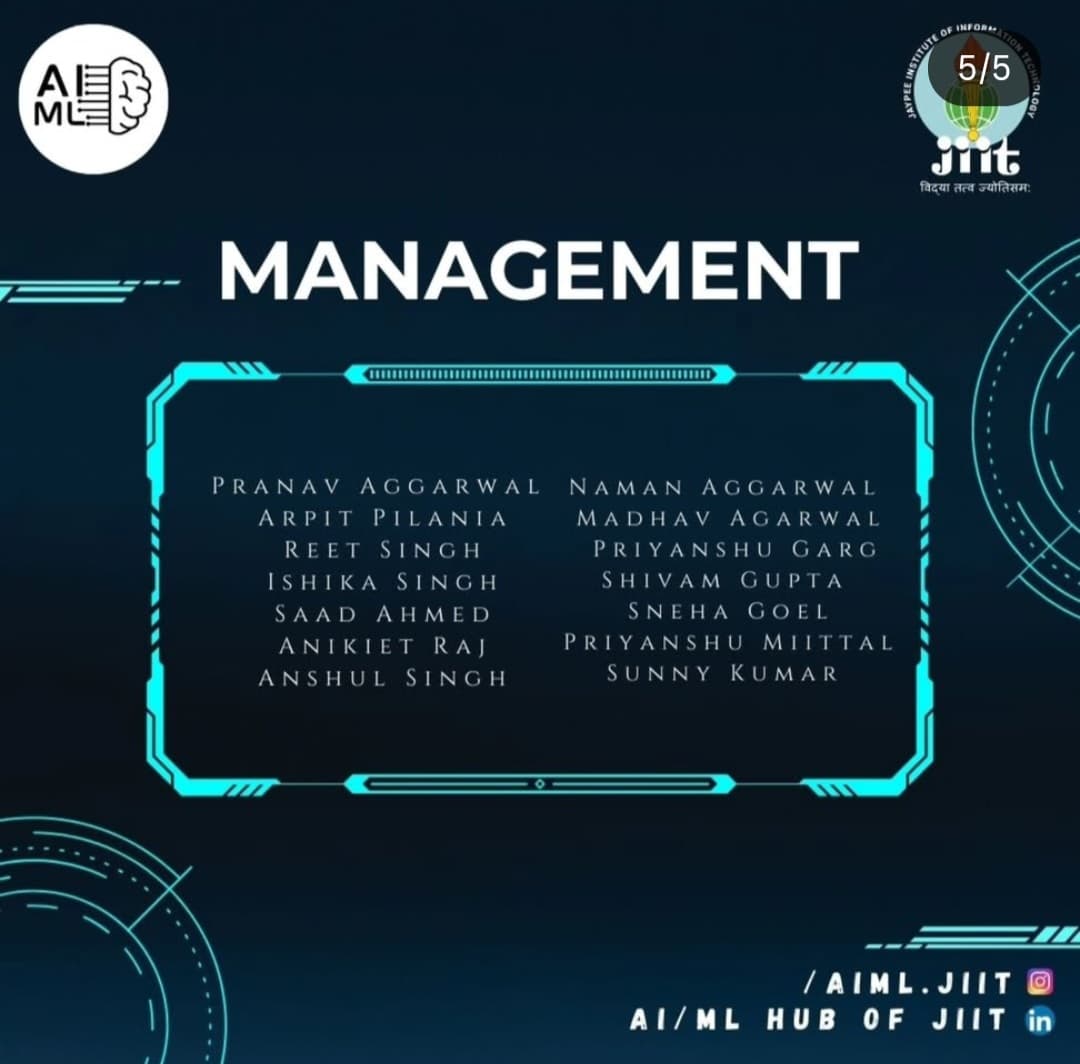 AI
ML
JAYPEE INSTITUTE OF INFORMATION TECHNOLOGY
5/5
jiit
विद्या तत्व ज्योतिसम:
MANAGEMENT
PRANAV AGGARWAL
ARPIT PILANIA
REET SINGH
ISHIKA SINGH
SAAD AHMED
ANIKIET RAJ
ANSHUL SINGH
NAMAN AGGARWAL
MADHAV AGARWAL
PRIYANSHU GARG
SHIVAM GUPTA
SNEHA GOEL
PRIYANSHU MIITTAL
SUNNY KUMAR
/AIML.JIIT
AI/ML HUB OF JIIT in